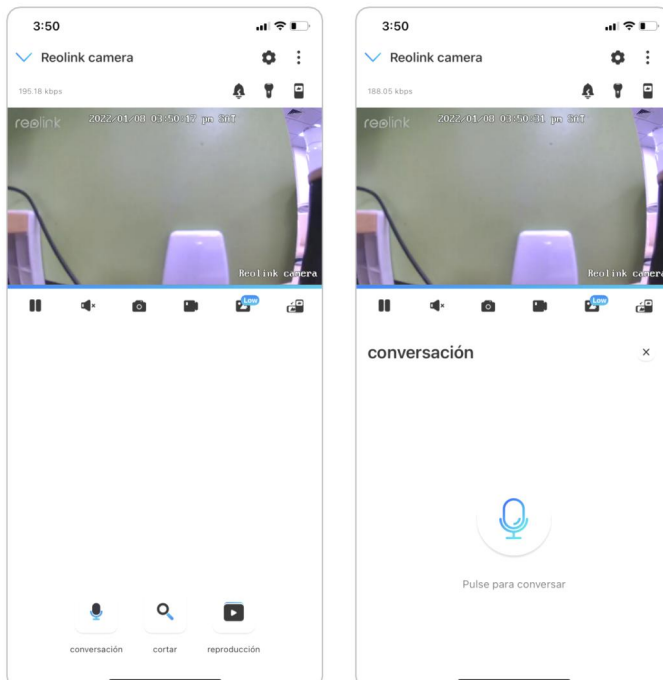 3:50
Reolink camera
195.18 kbps
reolink
2022/01/08 03:50:17 pm SAT
Reolink camera
Low
conversación
cortar
reproducción
3:50
Reolink camera
188.05 kbps
reolink
2022/01/08 03:50:31 pm SAT
Reolink camera
Low
conversación
Pulse para conversar